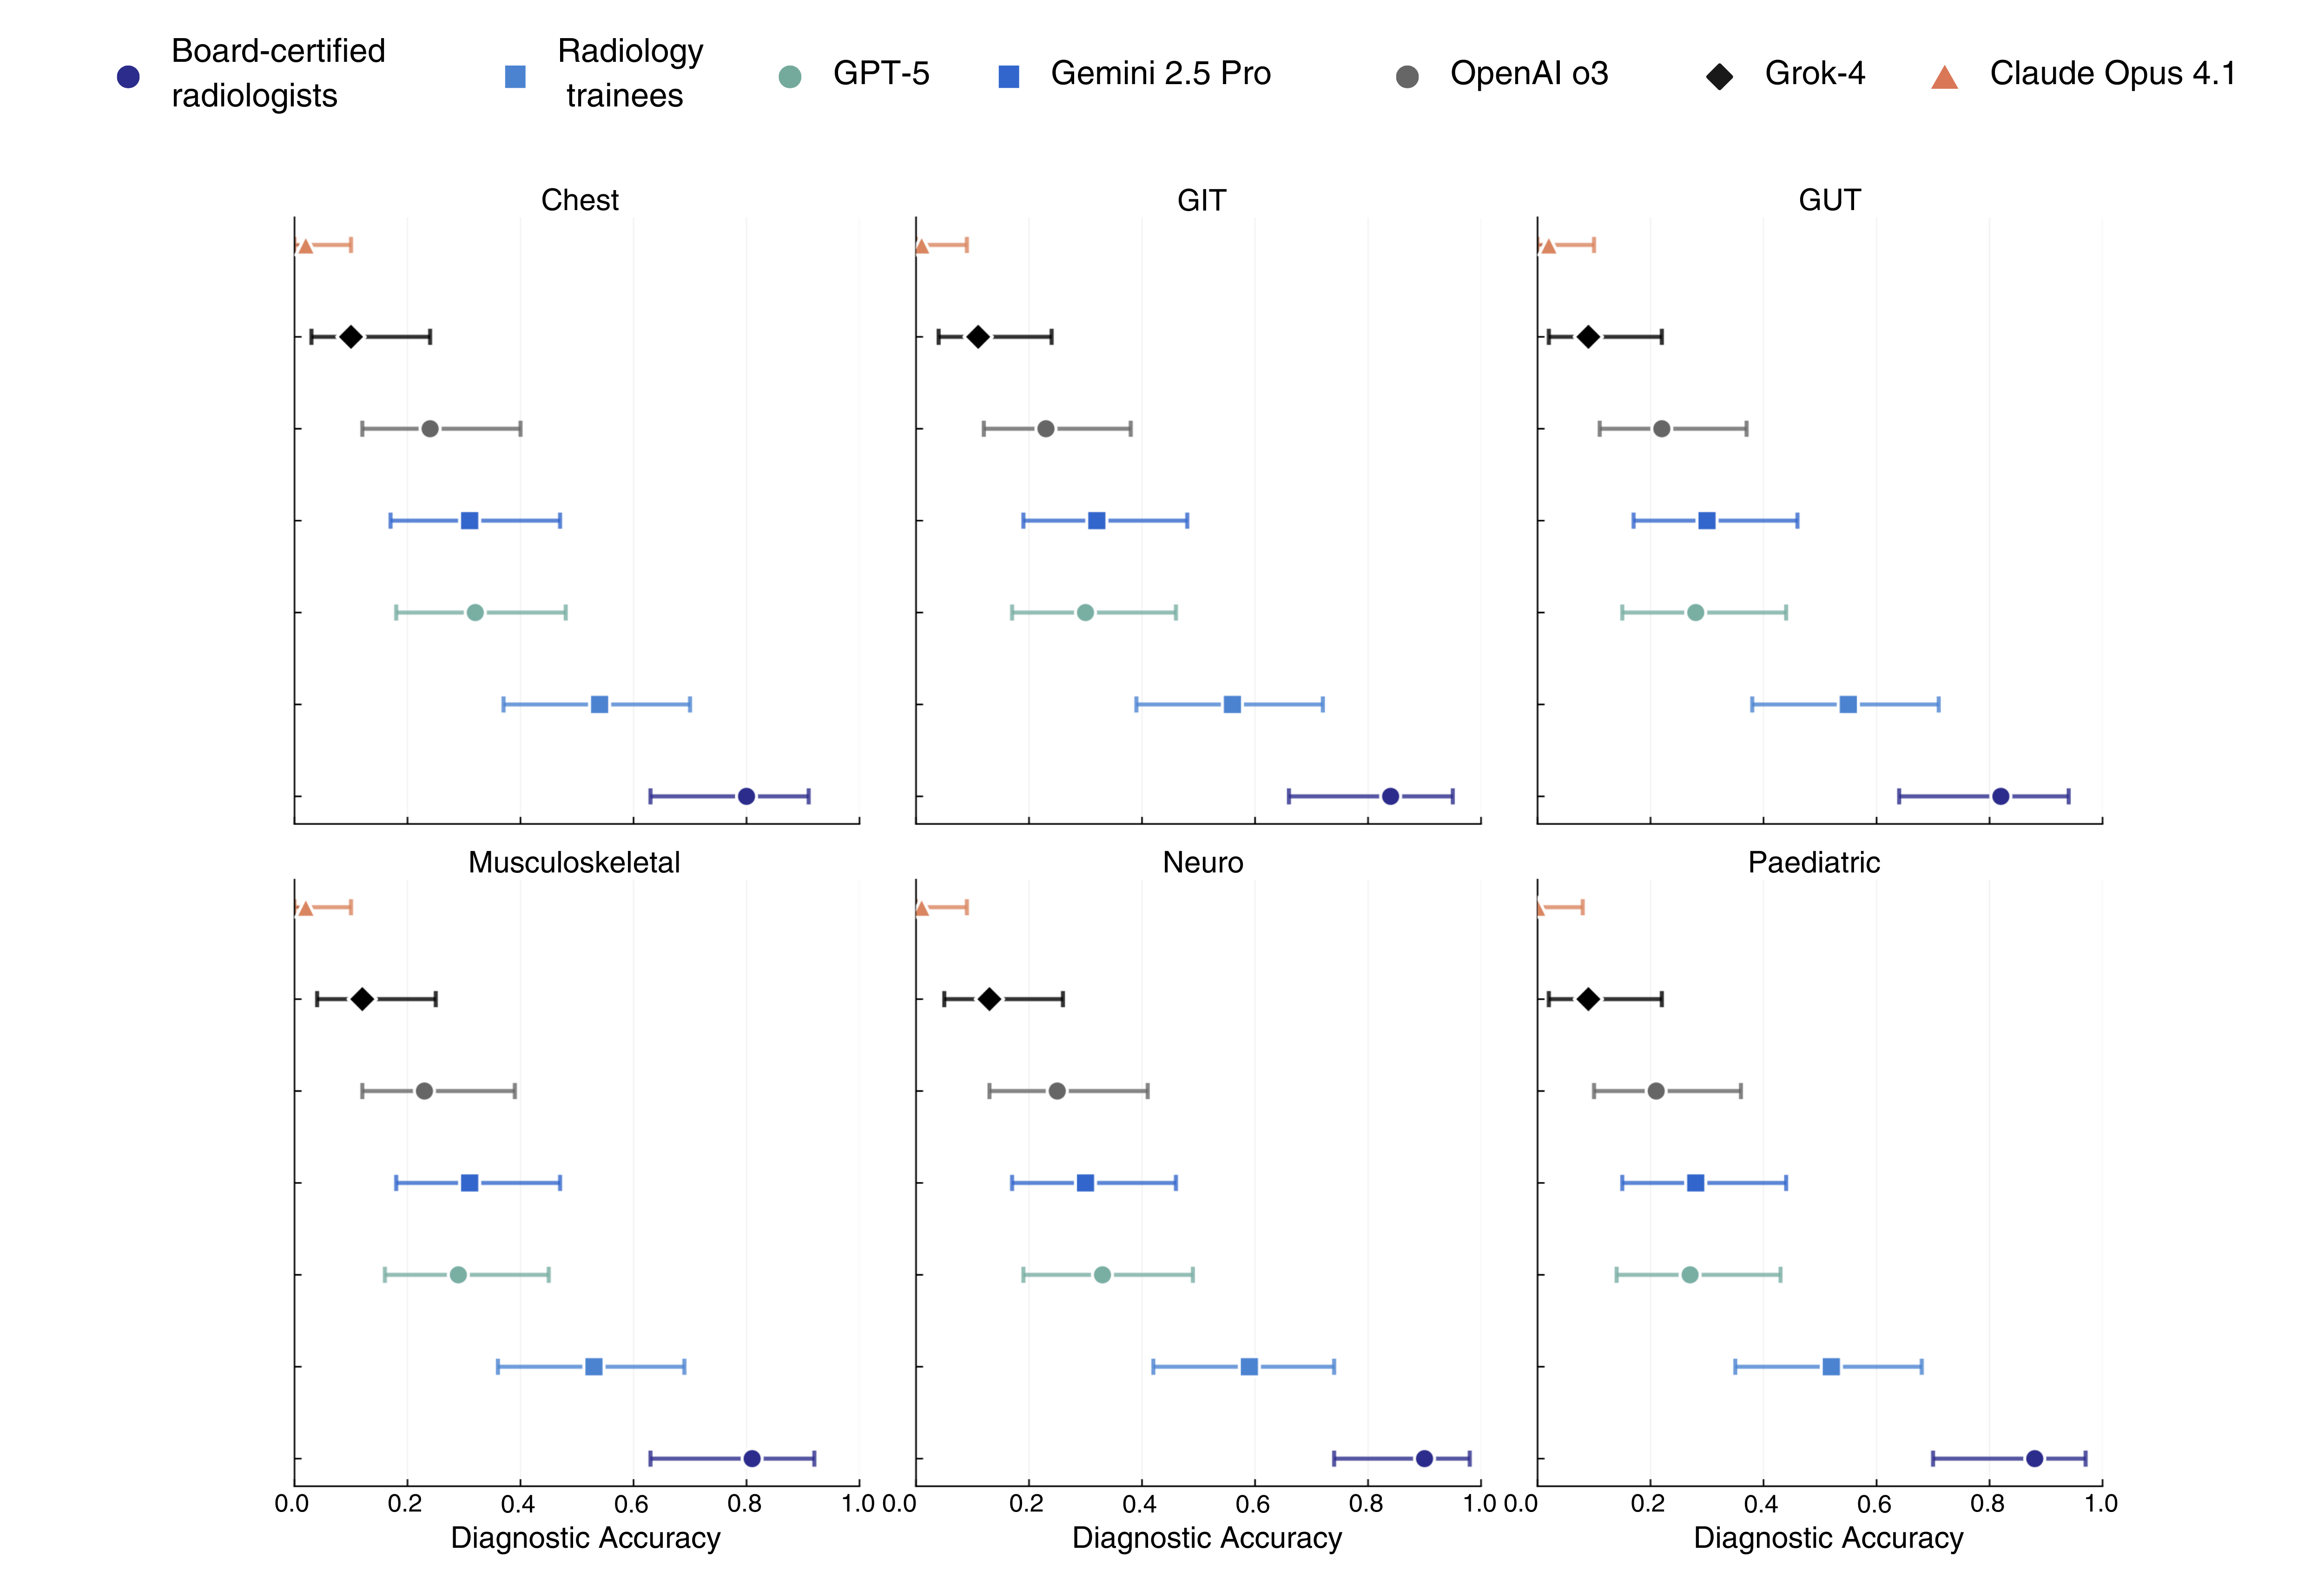 Board-certified
radiologists
Radiology
trainees
GPT-5
Gemini 2.5 Pro
OpenAI o3
Grok-4
Claude Opus 4.1
Chest
GIT
GUT
Musculoskeletal
Neuro
Paediatric
0.0 0.2 0.4 0.6 0.8 1.0
0.0 0.2 0.4 0.6 0.8 1.0
0.0 0.2 0.4 0.6 0.8 1.0
Diagnostic Accuracy
Diagnostic Accuracy
Diagnostic Accuracy